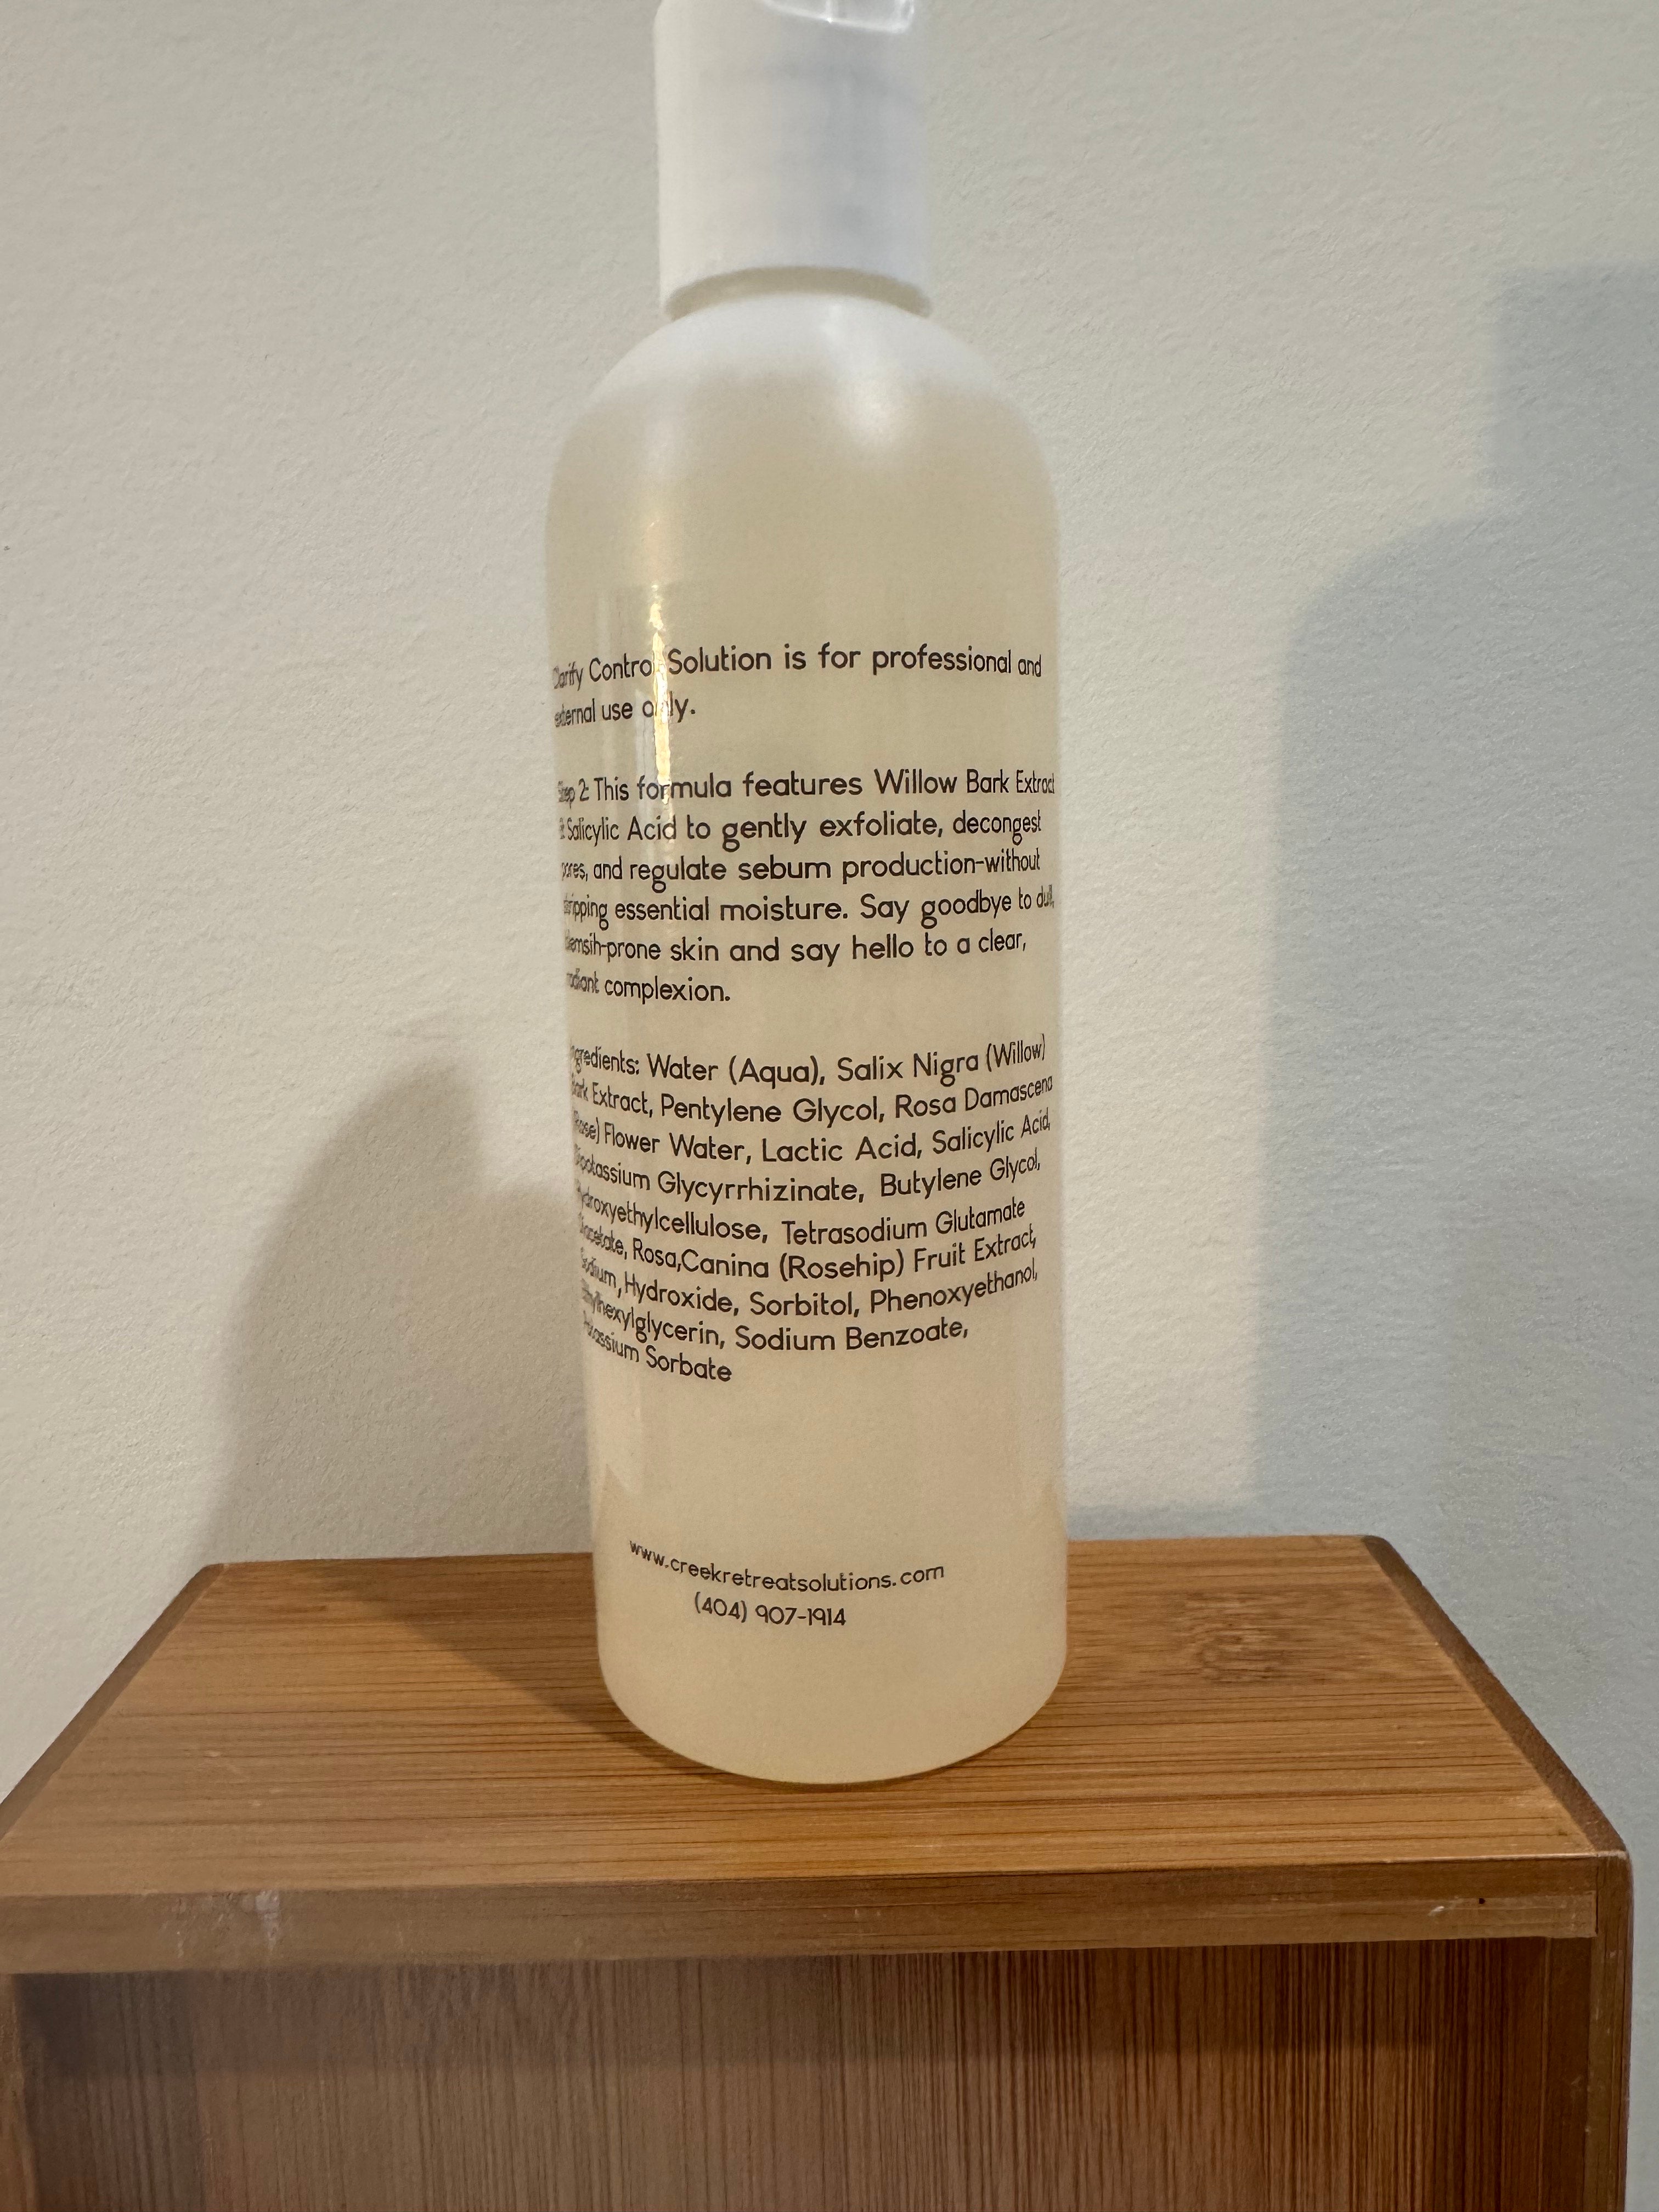 Clarify Control Solution is for professional and
external use only.
Step 2: This formula features Willow Bark Extract
& Salicylic Acid to gently exfoliate, decongest
pores, and regulate sebum production-without
stripping essential moisture. Say goodbye to dull,
blemsih-prone skin and say hello to a clear,
radiant complexion.
Ingredients: Water (Aqua), Salix Nigra (Willow)
Bark Extract, Pentylene Glycol, Rosa Damascena
(Rose) Flower Water, Lactic Acid, Salicylic Acid,
Dipotassium Glycyrrhizinate, Butylene Glycol,
Hydroxyethylcellulose, Tetrasodium Glutamate
Diacetate, Rosa,Canina (Rosehip) Fruit Extract,
Sodium,Hydroxide, Sorbitol, Phenoxyethanol,
Ethylhexylglycerin, Sodium Benzoate,
Potassium Sorbate
www.creekretreatsolutions.com
(404) 907-1914